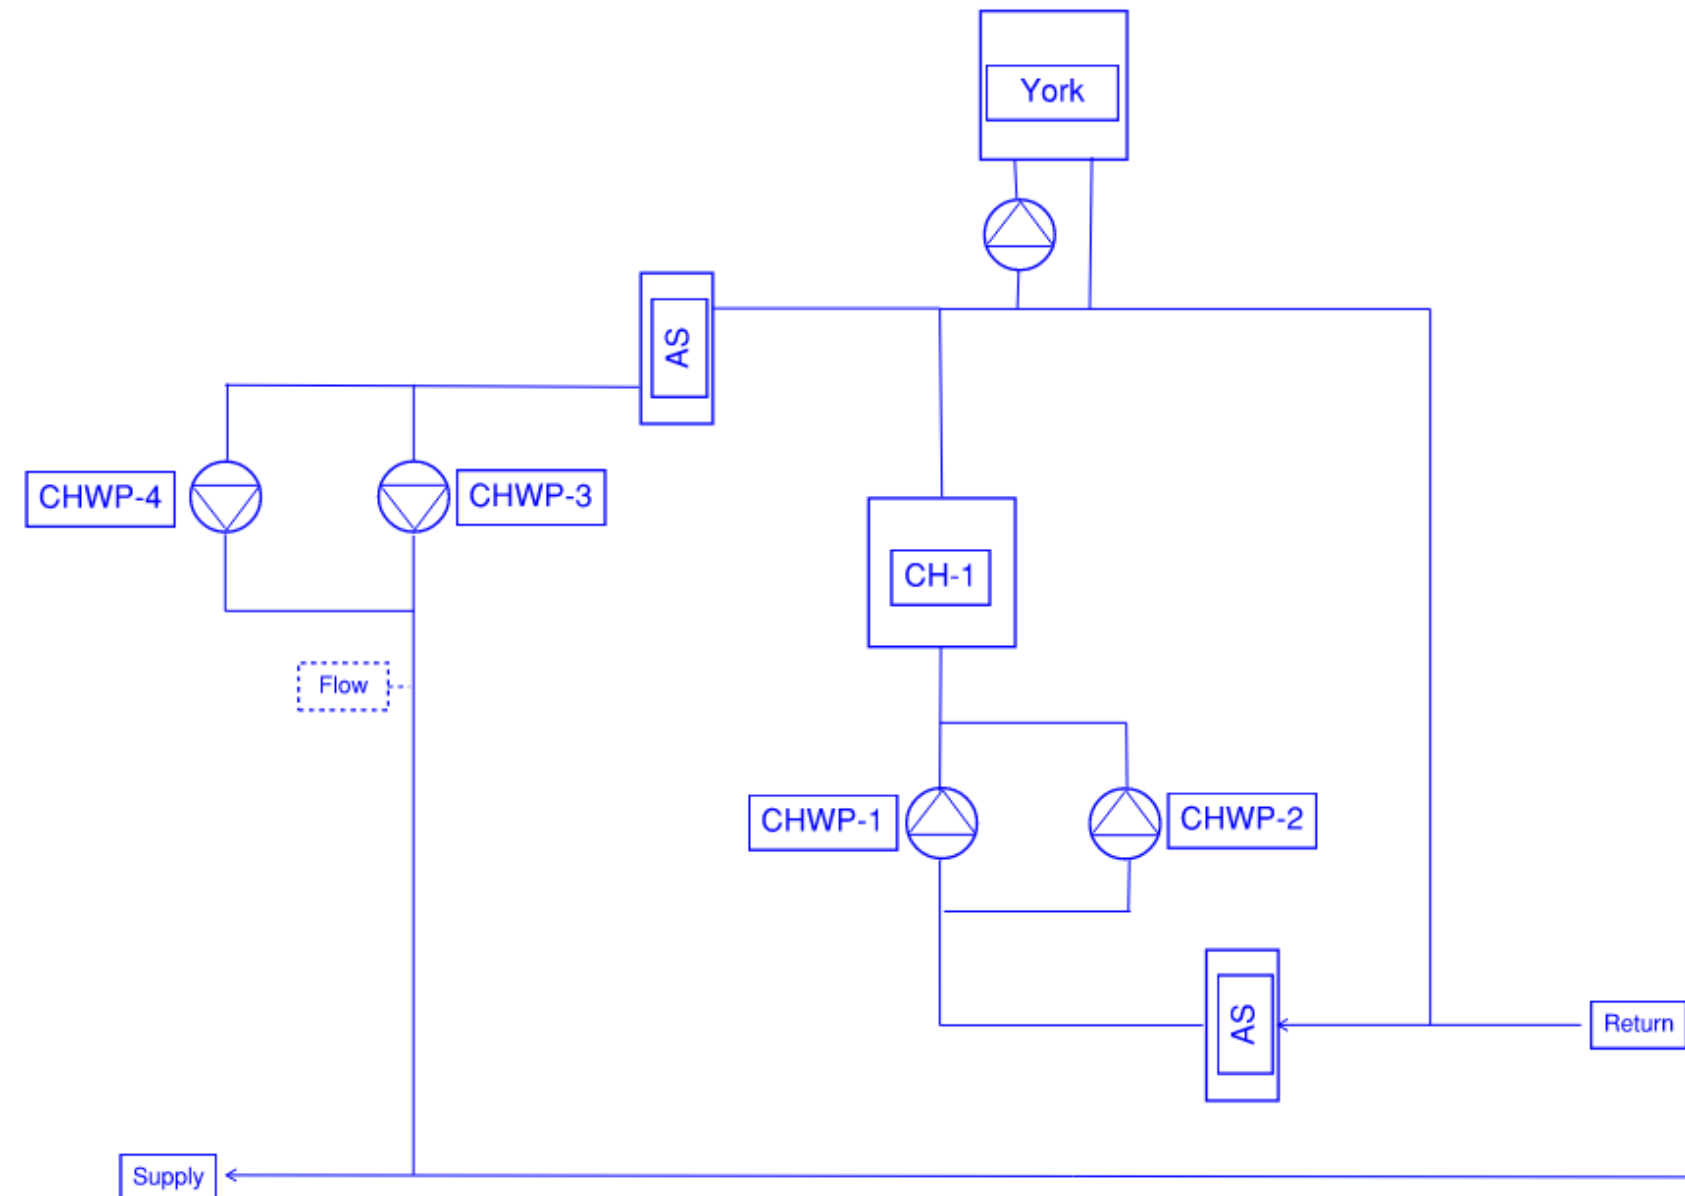 York
AS
CHWP-4
CHWP-3
CH-1
Flow
CHWP-1
CHWP-2
AS
Return
Supply